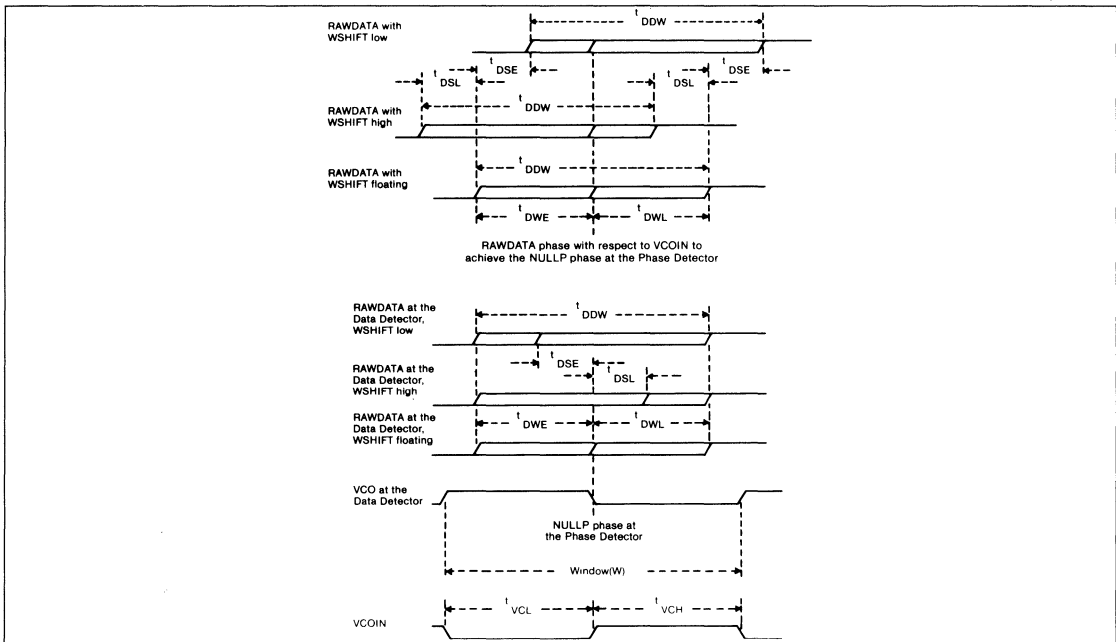 RAWDATA with
WSHIFT low
t DDW
t DSE
t DSE
t DSL
t DSL
RAWDATA with
WSHIFT high
t DDW
RAWDATA with
WSHIFT floating
t DDW
t DWE
t DWL
RAWDATA phase with respect to VCOIN to
achieve the NULLP phase at the Phase Detector
RAWDATA at the
Data Detector,
WSHIFT low
t DDW
t DSE
RAWDATA at the
Data Detector,
WSHIFT high
t DSL
RAWDATA at the
Data Detector,
WSHIFT floating
t DWE
t DWL
VCO at the
Data Detector
NULLP phase at
the Phase Detector
Window(W)
t VCL
t VCH
VCOIN